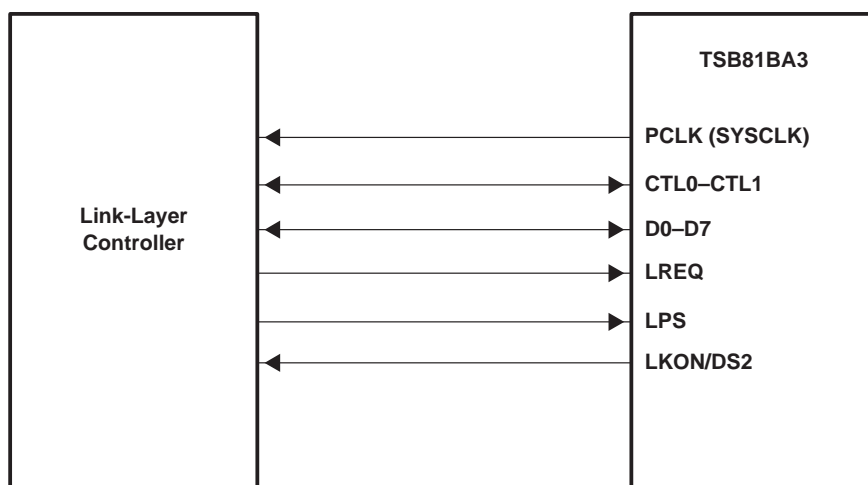 TSB81BA3
PCLK (SYSCLK)
CTL0–CTL1
Link-Layer
Controller
D0–D7
LREQ
LPS
LKON/DS2